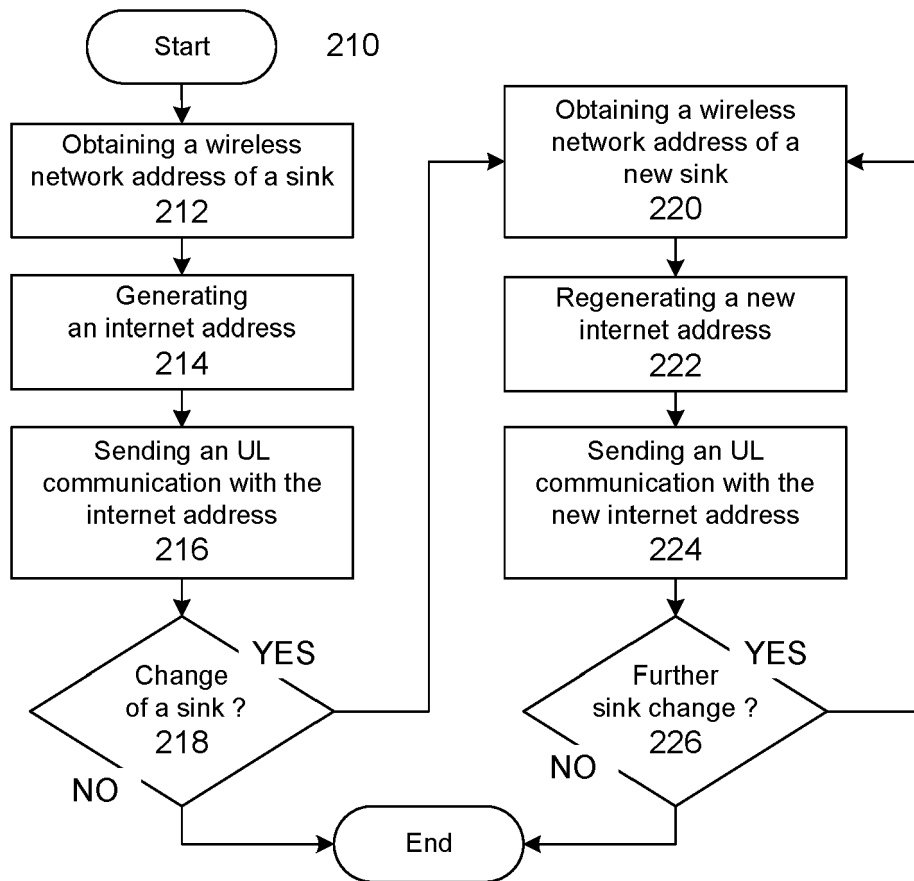 Start
210
Obtaining a wireless
network address of a sink
212
Generating
an internet address
214
Sending an UL
communication with the
internet address
216
YES
Change
of a sink ?
218
NO
Obtaining a wireless
network address of a
new sink
220
Regenerating a new
internet address
222
Sending an UL
communication with the
new internet address
224
YES
Further
sink change ?
226
NO
End